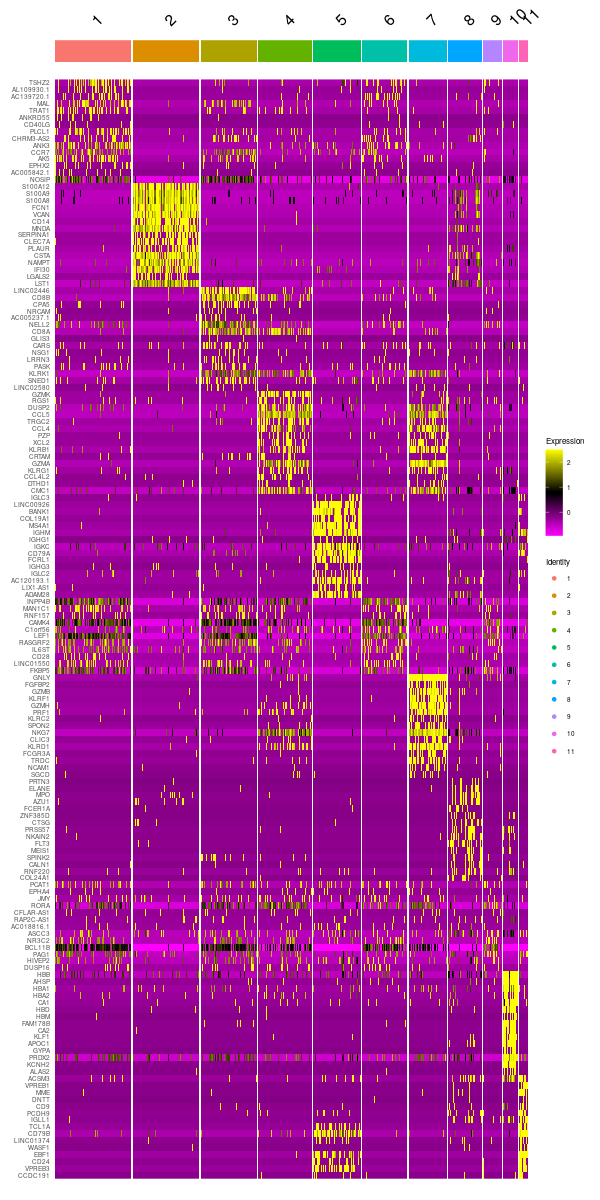 1 2 3 4 5 6 7 8 9 10 11
TSHZ2
AL109930.1
AC139720.1
MAL
TRAT1
ANKRD55
CD40LG
PLCL1
CHRM3-AS2
ANK3
CCR7
AK5
EPHX2
AC005842.1
NOSIP
S100A12
S100A9
S100A8
FCN1
VCAN
CD14
MNDA
SERPINA1
CLEC7A
PLAUR
CSTA
NAMPT
IFI30
LGALS2
LST1
LINC02446
CD8B
CPA5
NRCAM
AC005237.1
NELL2
CD8A
GLIS3
CARS
NSG1
LRRN3
PASK
KLRK1
SNED1
LINC02580
GZMK
RGS1
DUSP2
CCL5
TRGC2
CCL4
PZP
XCL2
KLRB1
CRTAM
GZMA
KLRG1
CCL4L2
DTHD1
CMC1
IGLC3
LINC00926
BANK1
COL19A1
MS4A1
IGHM
IGHG1
IGKC
CD79A
FCRL1
IGHG3
IGLC2
AC120193.1
LIX1-AS1
ADAM28
INPP4B
MAN1C1
RNF157
CAMK4
C1orf56
LEF1
RASGRF2
IL6ST
CD28
LINC01550
FKBP5
GNLY
FGFBP2
GZMB
KLRF1
GZMH
PRF1
KLRC2
SPON2
NKG7
CLIC3
KLRD1
FCGR3A
TRDC
NCAM1
SGCD
PRTN3
ELANE
MPO
AZU1
FCER1A
ZNF385D
CTSG
PRSS57
NKAIN2
FLT3
MEIS1
SPINK2
CALN1
RNF220
COL24A1
PCAT1
EPHA4
JMY
RORA
CFLAR-AS1
RAP2C-AS1
AC018816.1
ASCC3
NR3C2
BCL11B
PAG1
HIVEP2
DUSP16
HBB
AHSP
HBA1
HBA2
CA1
HBD
HBM
FAM178B
CA2
KLF1
APOC1
GYPA
PRDX2
KCNH2
ALAS2
ACSM3
VPREB1
MME
DNTT
CD9
PCDH9
IGLL1
TCL1A
CD79B
LINC01374
WASF1
EBF1
CD24
VPREB3
CCDC191
Expression
2
1
0
Identity
1
2
3
4
5
6
7
8
9
10
11